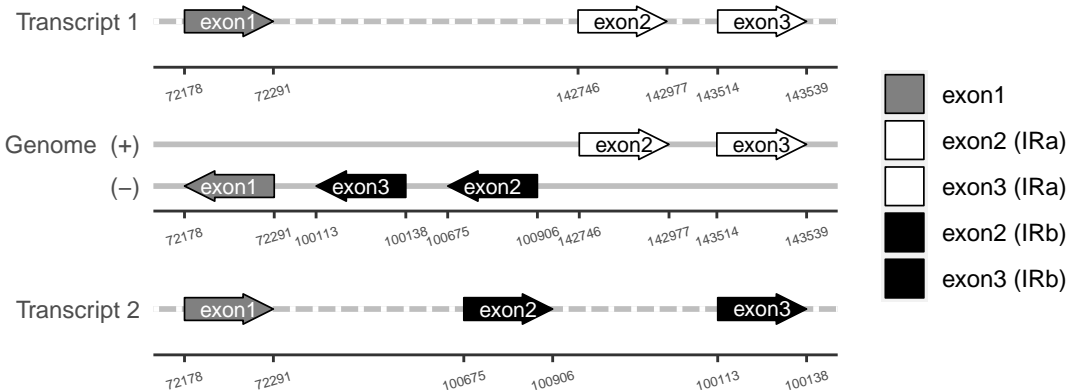 Transcript 1 exon1 exon2 exon3
72178 72291 142746 142977 143514 143539
Genome (+) exon2 exon3
(–) exon1 exon3 exon2
72178 72291 100113 100138 100675 100906 142746 142977 143514 143539
Transcript 2 exon1 exon2 exon3
72178 72291 100675 100906 100113 100138
exon1
exon2 (IRa)
exon3 (IRa)
exon2 (IRb)
exon3 (IRb)